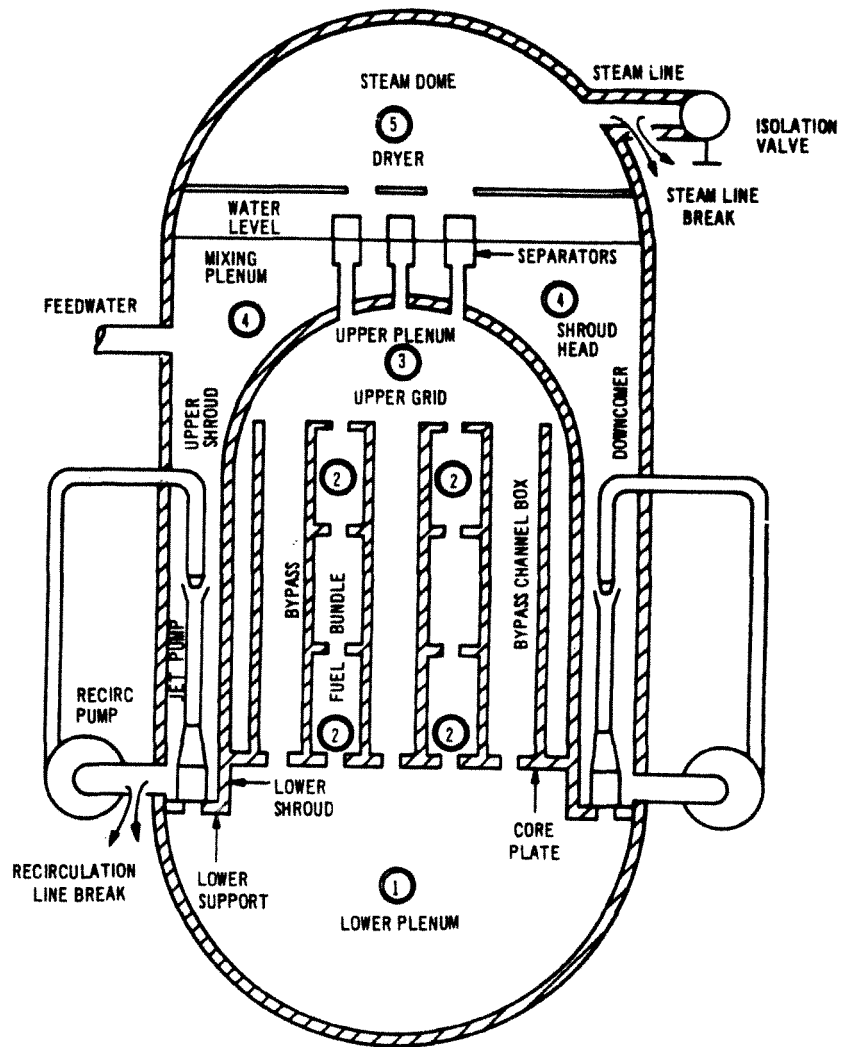 STEAM DOME
5
DRYER
STEAM LINE
ISOLATION
VALVE
STEAM LINE
BREAK
WATER
LEVEL
SEPARATORS
MIXING
PLENUM
4
FEEDWATER
4
SHROUD
HEAD
UPPER PLENUM
3
UPPER GRID
UPPER
SHROUD
DOWNCOMER
2
2
BYPASS
FUEL BUNDLE
BYPASS CHANNEL BOX
JET PUMP
RECIRC
PUMP
2
2
LOWER
SHROUD
CORE
PLATE
RECIRCULATION
LINE BREAK
LOWER
SUPPORT
1
LOWER PLENUM